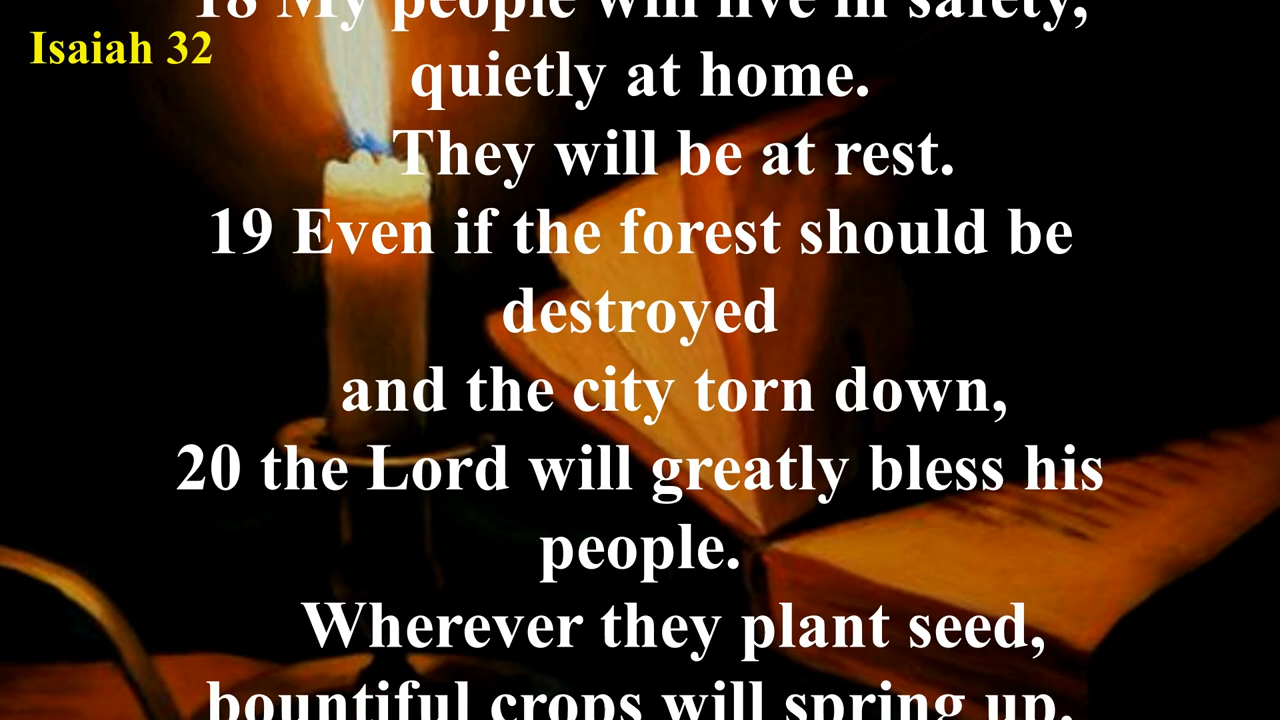 Isaiah 32
18 My people will live in safety,
quietly at home.
They will be at rest.
19 Even if the forest should be
destroyed
and the city torn down,
20 the Lord will greatly bless his
people.
Wherever they plant seed,
bountiful crops will spring up.